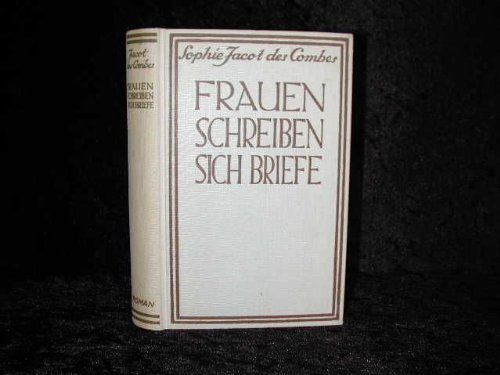 Jacot
des Combes
FRAUEN
SCHREIBEN
SICH BRIEFE
ROMAN
Sophie Jacot des Combes
FRAUEN
SCHREIBEN
SICH BRIEFE